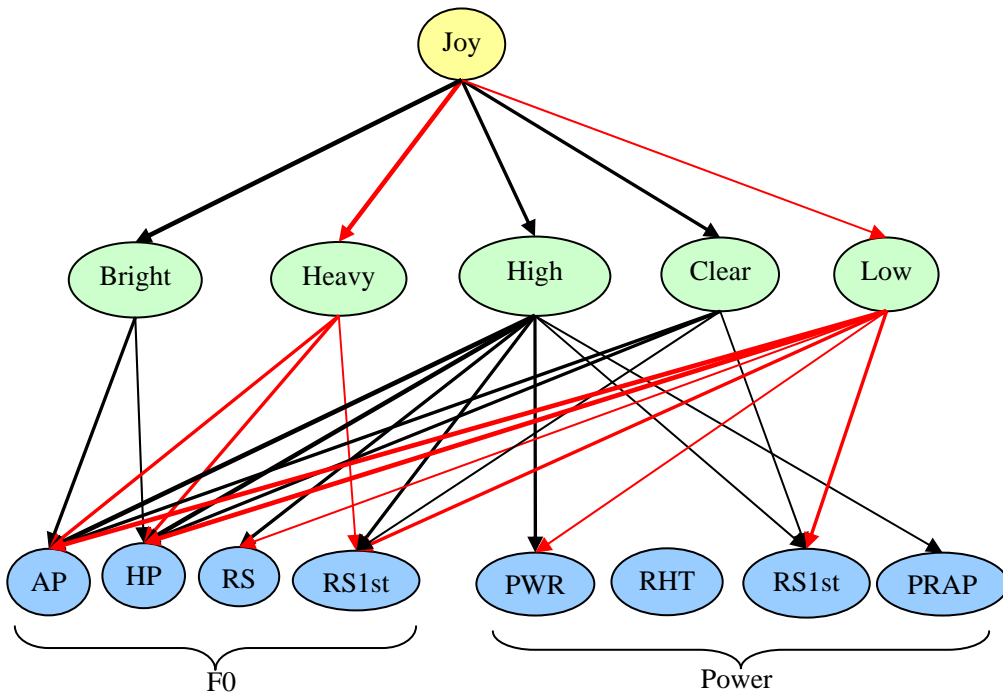 Joy
Bright Heavy High Clear Low
AP HP RS RS1st PWR RHT RS1st PRAP
F0 Power